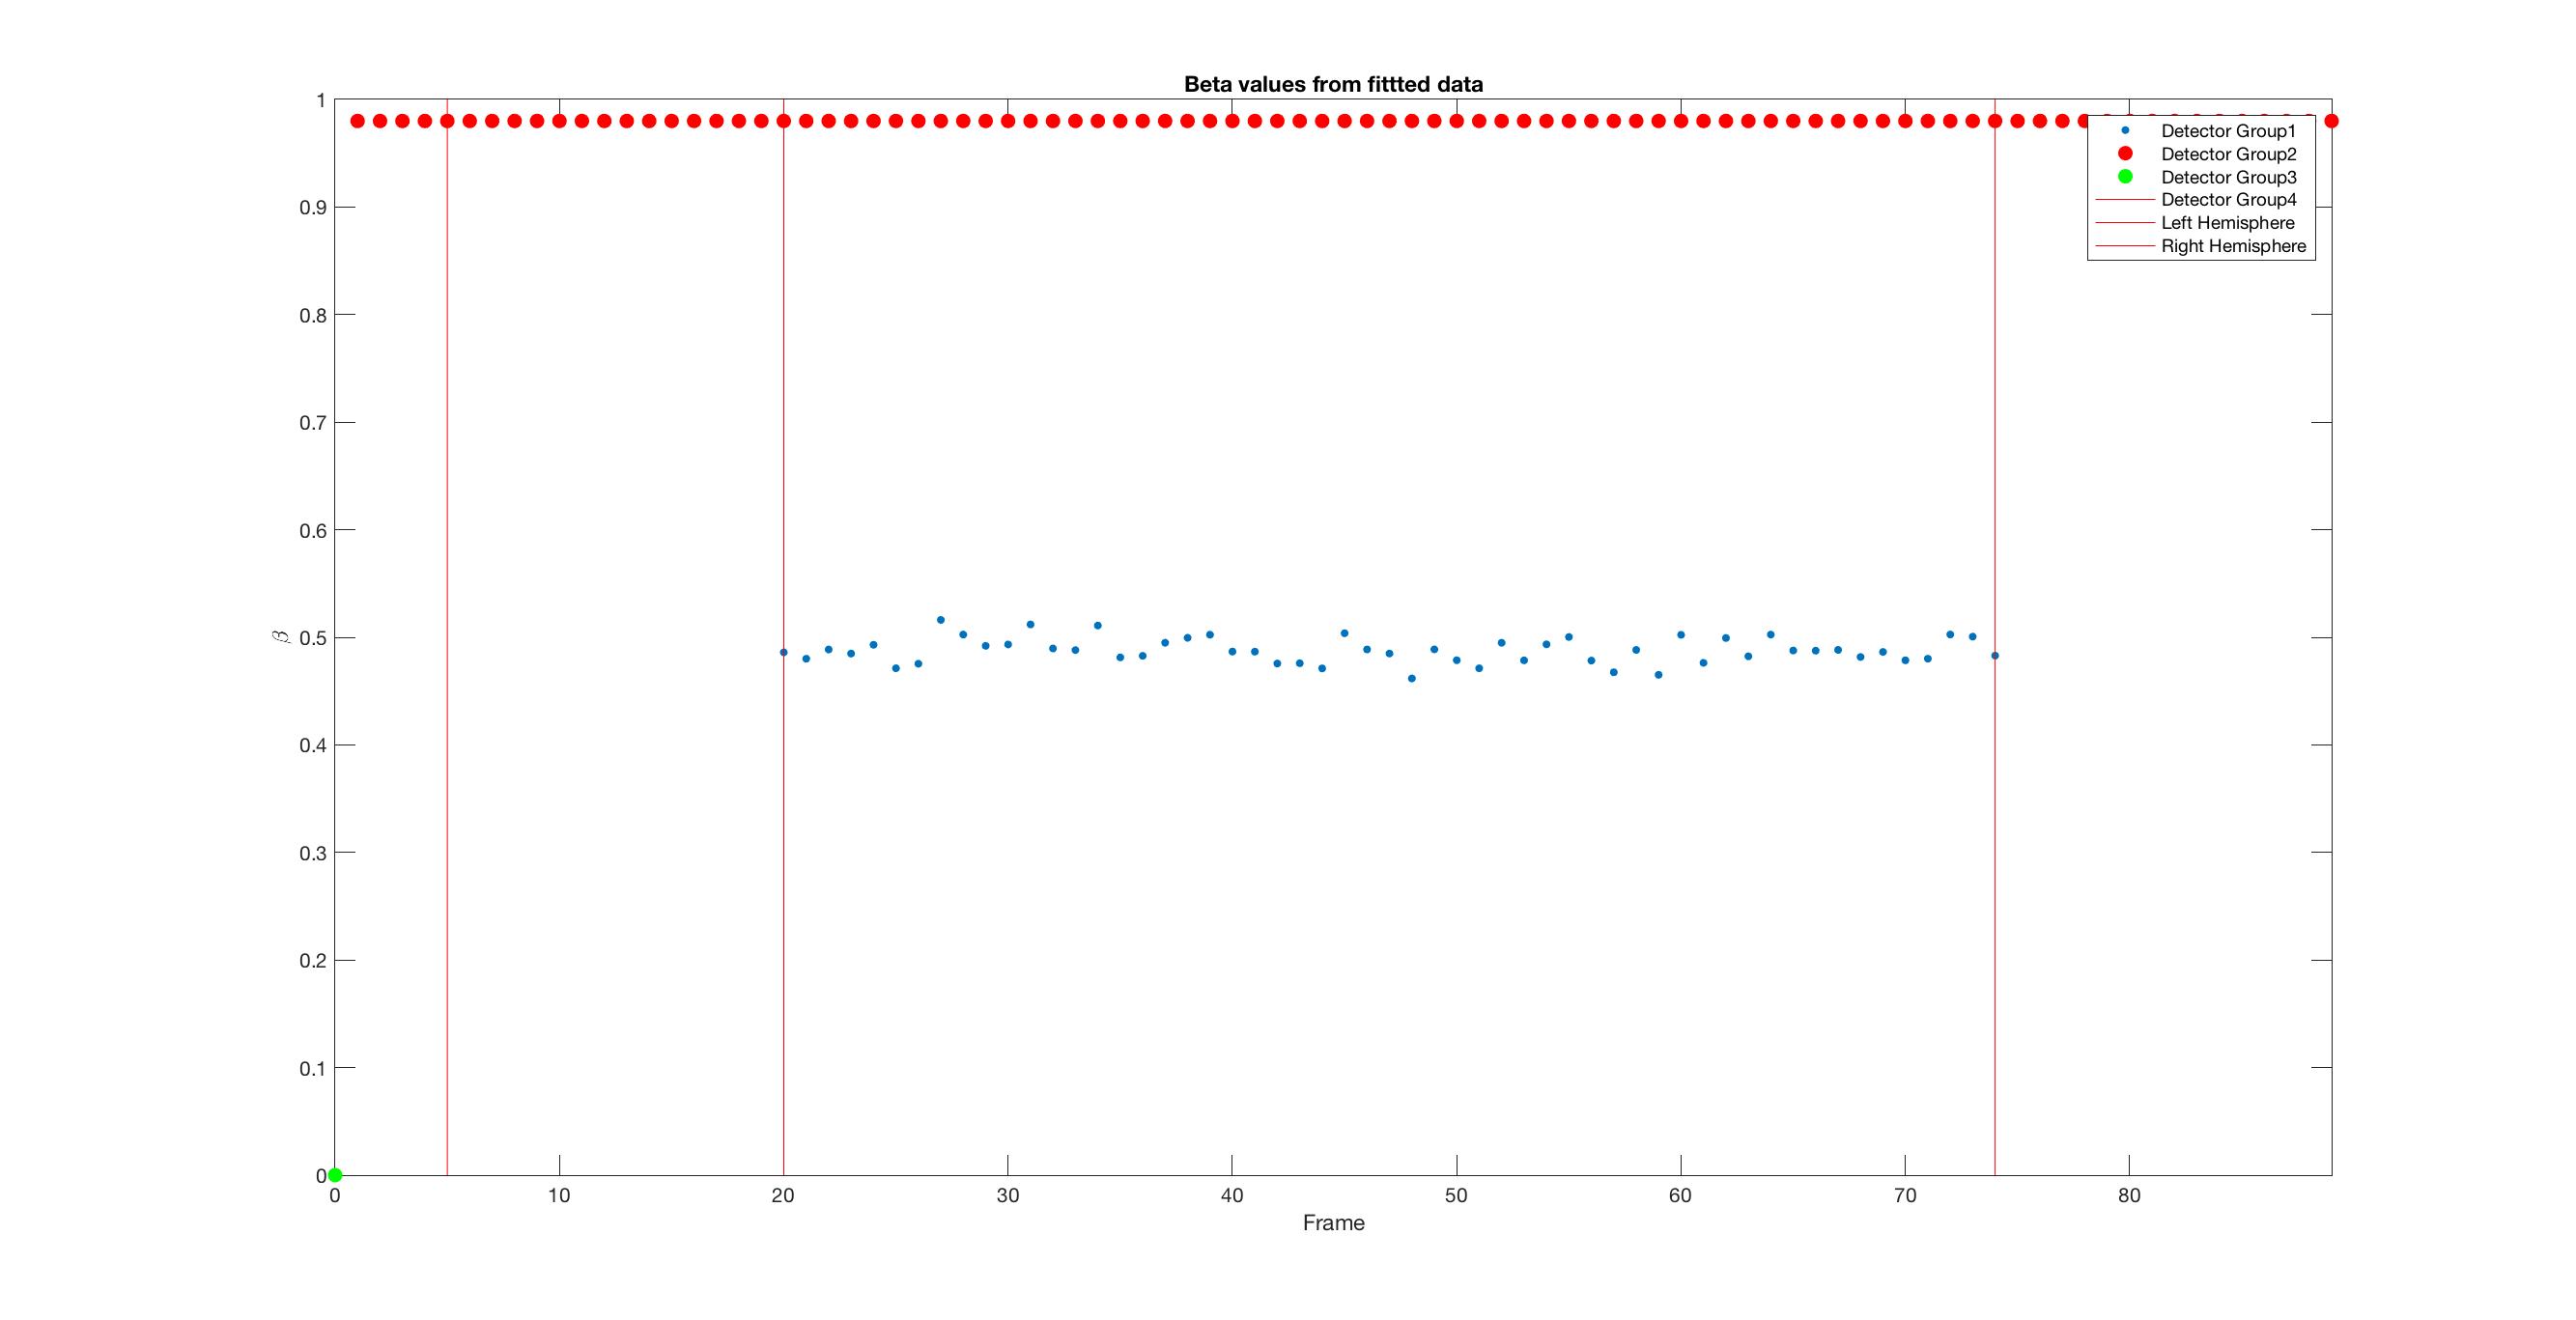 Beta values from fittted data
1
0.9
0.8
0.7
0.6
0.5
0.4
0.3
0.2
0.1
0
β
Detector Group1
Detector Group2
Detector Group3
Detector Group4
Left Hemisphere
Right Hemisphere
0 10 20 30 40 50 60 70 80
Frame